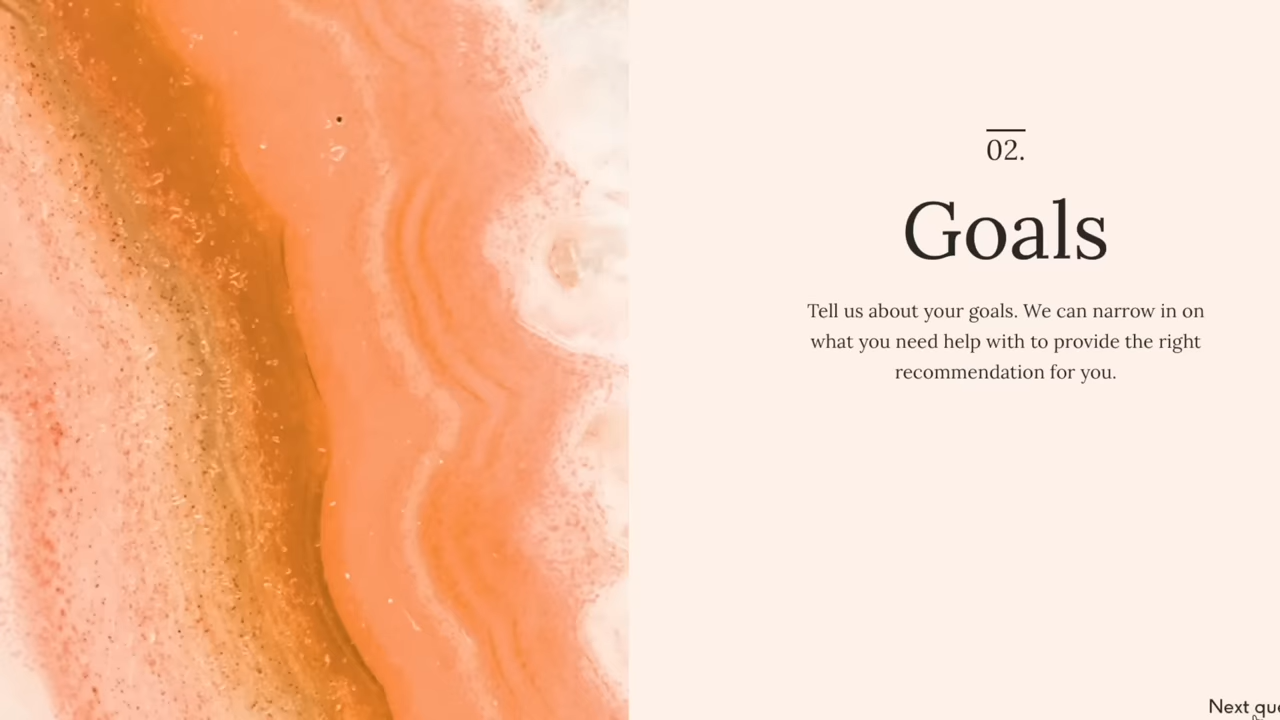 02.
Goals
Tell us about your goals. We can narrow in on
what you need help with to provide the right
recommendation for you.
Next